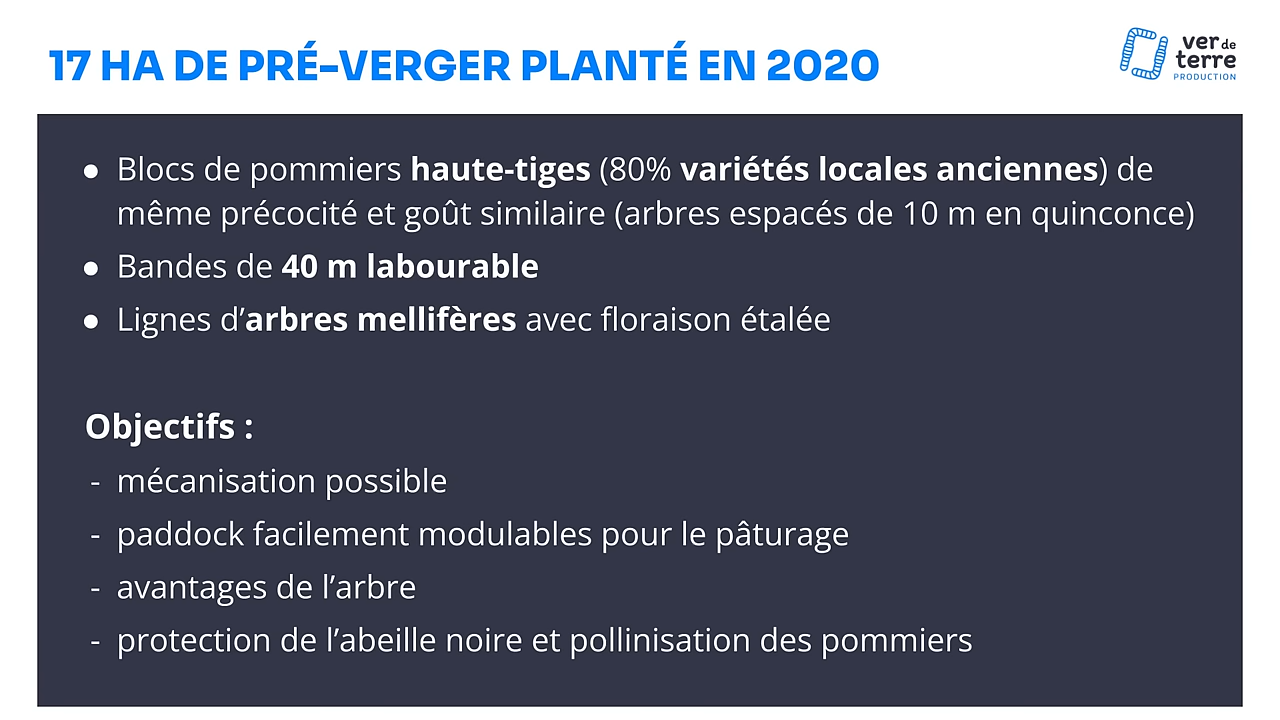 17 HA DE PRÉ-VERGER PLANTÉ EN 2020
ver de
terre
PRODUCTION
● Blocs de pommiers haute-tiges (80% variétés locales anciennes) de
même précocité et goût similaire (arbres espacés de 10 m en quinconce)
● Bandes de 40 m labourable
● Lignes d’arbres mellifères avec floraison étalée
Objectifs :
- mécanisation possible
- paddock facilement modulables pour le pâturage
- avantages de l’arbre
- protection de l’abeille noire et pollinisation des pommiers